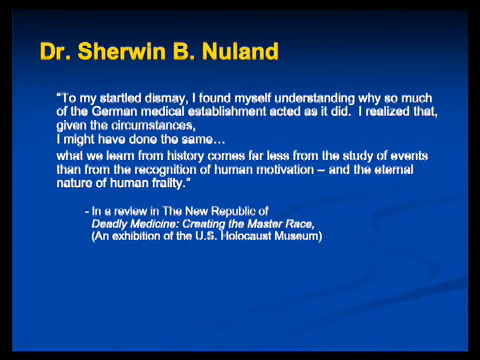 Dr. Sherwin B. Nuland
"To my startled dismay, I found myself understanding why so much
of the German medical establishment acted as it did.  I realized that,
given the circumstances,
I might have done the same…
what we learn from history comes far less from the study of events
than from the recognition of human motivation – and the eternal
nature of human frailty."
- In a review in The New Republic of
Deadly Medicine: Creating the Master Race,
(An exhibition of the U.S. Holocaust Museum)